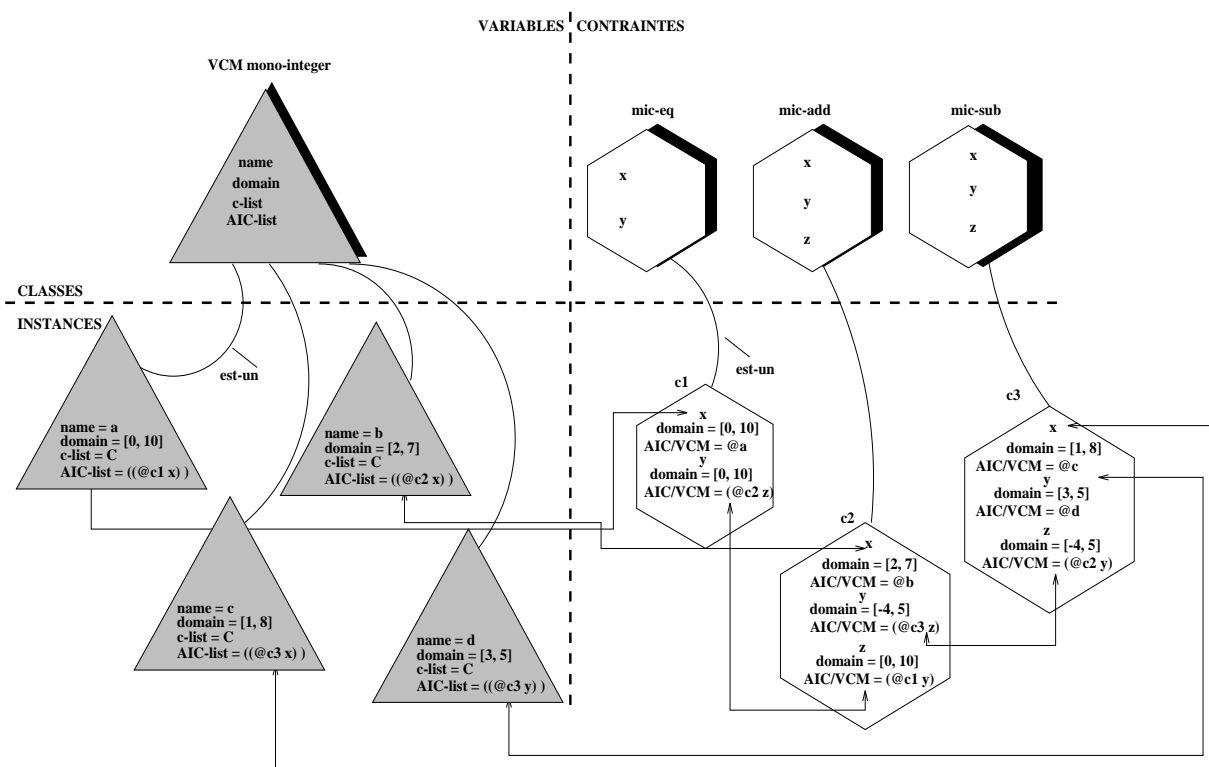 VARIABLES CONTRAINTES
VCM mono-integer
name
domain
c-list
AIC-list
mic-eq
x
y
mic-add
x
y
z
mic-sub
x
y
z
CLASSES
INSTANCES
est-un
est-un
name = a
domain = [0, 10]
c-list = C
AIC-list = ((@c1 x) )
name = b
domain = [2, 7]
c-list = C
AIC-list = ((@c2 x) )
name = c
domain = [1, 8]
c-list = C
AIC-list = ((@c3 x) )
name = d
domain = [3, 5]
c-list = C
AIC-list = ((@c3 y) )
c1
x
domain = [0, 10]
AIC/VCM = @a
y
domain = [0, 10]
AIC/VCM = (@c2 z)
c2
x
domain = [2, 7]
AIC/VCM = @b
y
domain = [-4, 5]
AIC/VCM = (@c3 z)
z
domain = [0, 10]
AIC/VCM = (@c1 y)
c3
x
domain = [1, 8]
AIC/VCM = @c
y
domain = [3, 5]
AIC/VCM = @d
z
domain = [-4, 5]
AIC/VCM = (@c2 y)